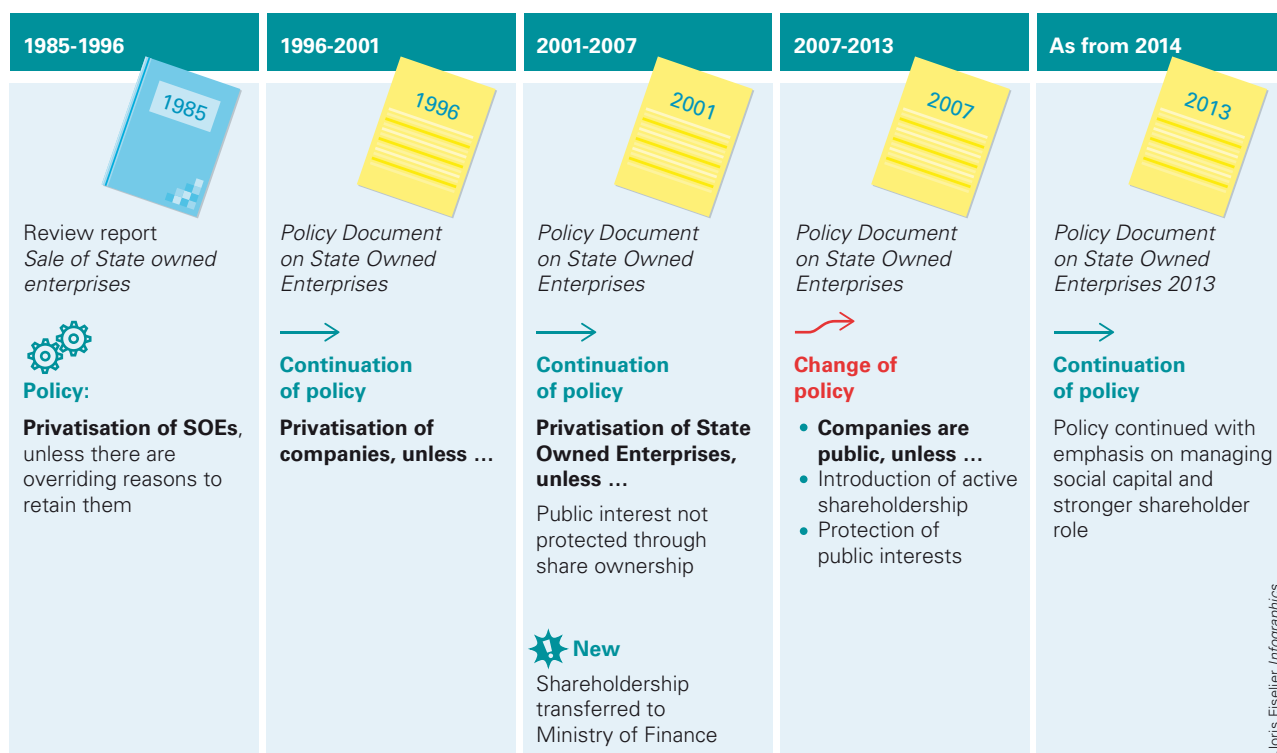 1985-1996
1985
Review report
Sale of State owned
enterprises
Policy:
Privatisation of SOEs,
unless there are
overriding reasons to
retain them
1996-2001
1996
Policy Document
on State Owned
Enterprises
Continuation
of policy
Privatisation of
companies, unless ...
2001-2007
2001
Policy Document
on State Owned
Enterprises
Continuation
of policy
Privatisation of State
Owned Enterprises,
unless ...
Public interest not
protected through
share ownership
! New
Shareholdership
transferred to
Ministry of Finance
2007-2013
2007
Policy Document
on State Owned
Enterprises
Change of
policy
• Companies are
public, unless ...
• Introduction of active
shareholdership
• Protection of
public interests
As from 2014
2013
Policy Document
on State Owned
Enterprises 2013
Continuation
of policy
Policy continued with
emphasis on managing
social capital and
stronger shareholder
role
Joris Fiselier Infographics